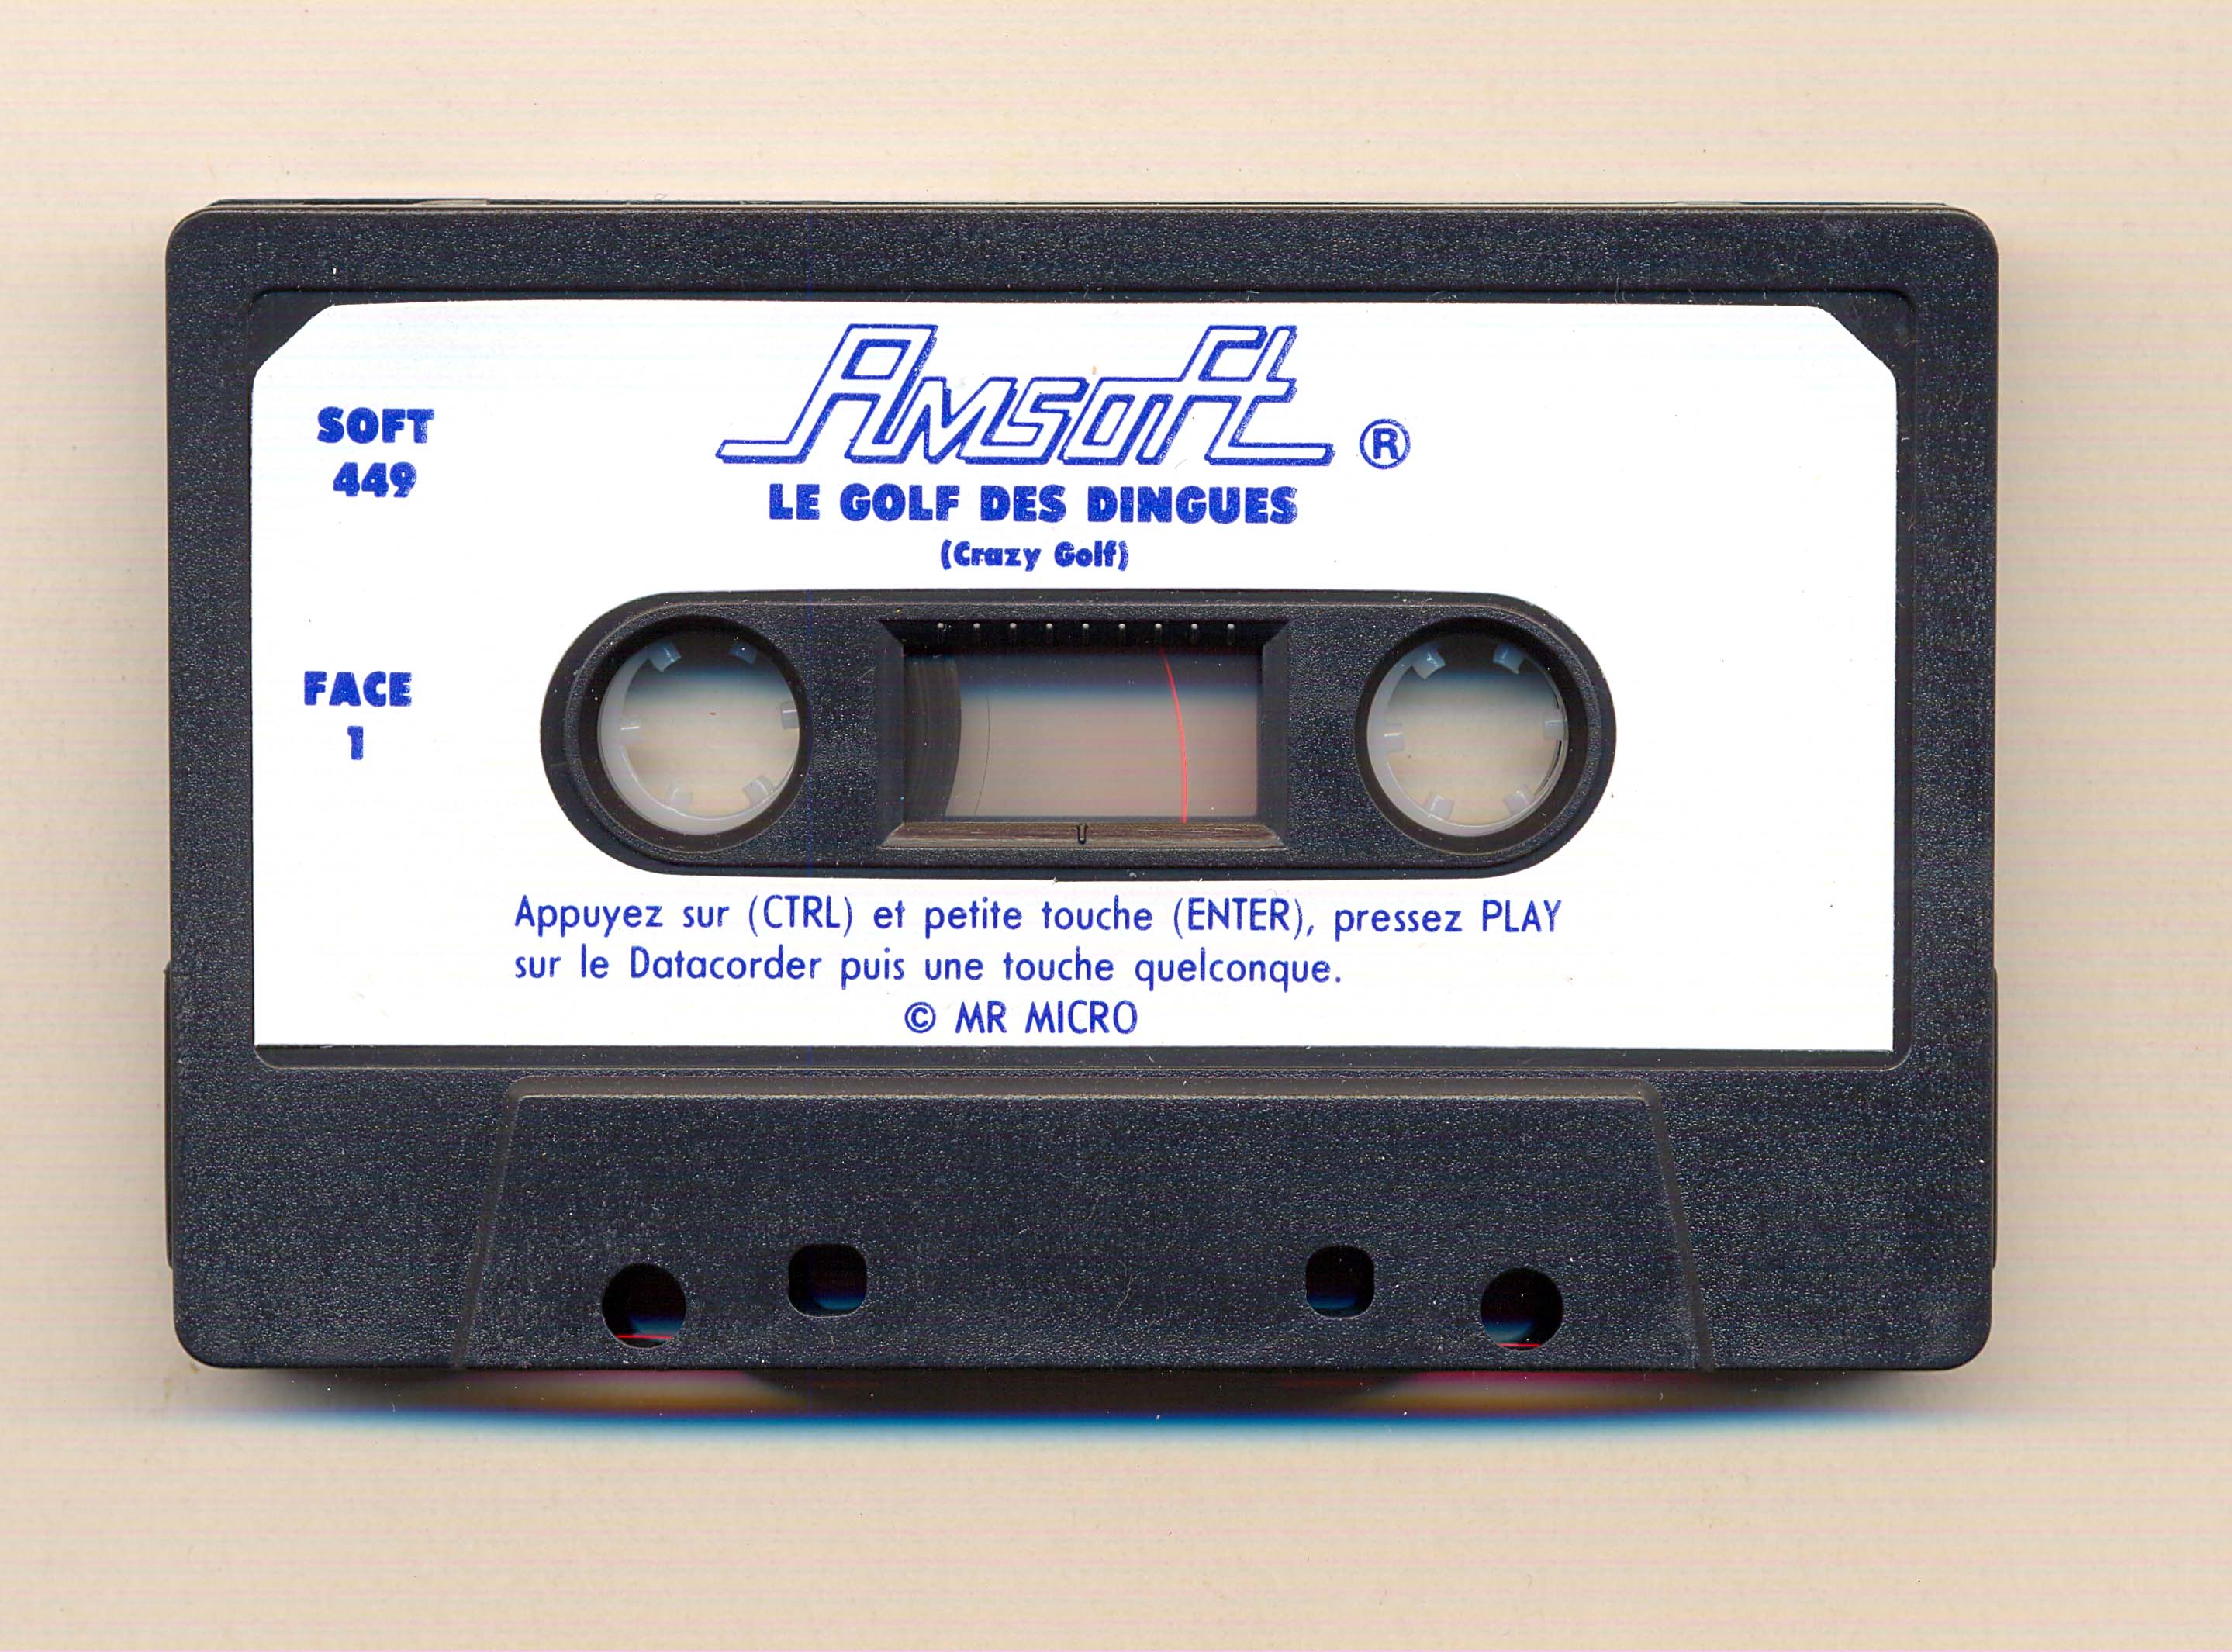 Amsoft ®
SOFT
449
LE GOLF DES DINGUES
(Crazy Golf)
FACE
1
Appuyez sur (CTRL) et petite touche (ENTER), pressez PLAY
sur le Datacorder puis une touche quelconque.
© MR MICRO